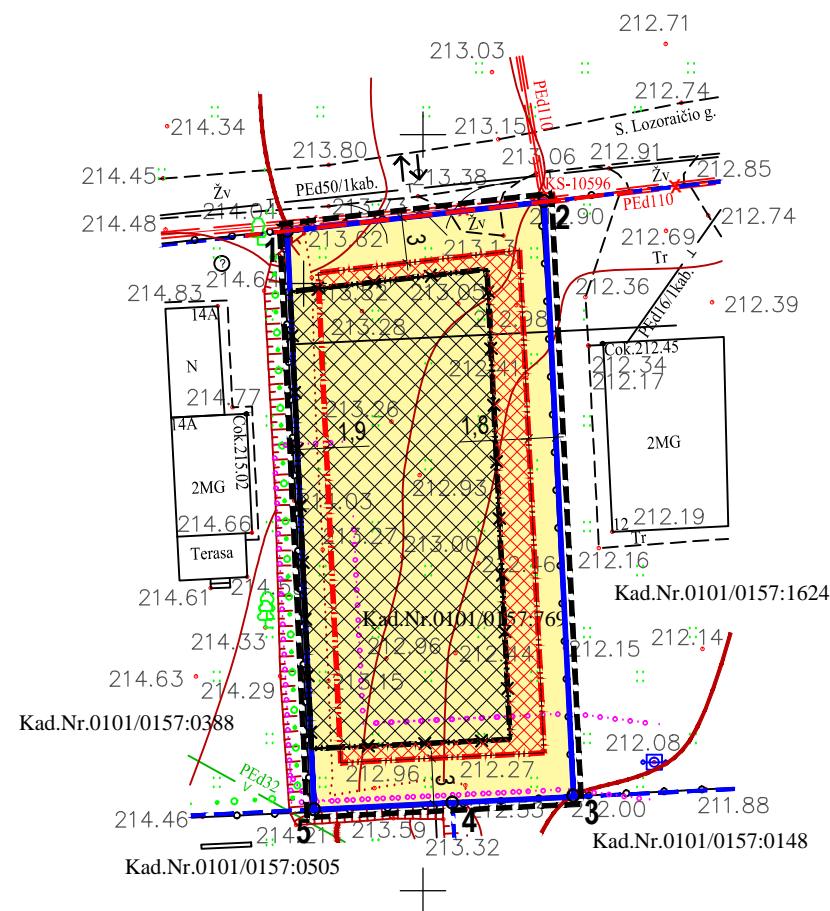 212.71
213.03
PEd110
212.74
214.34
S. Lozoraičio g.
213.15
213.80
213.06
212.91
214.45
Žv
PEd50/1kab.
213.38
KS-10596
Žv
212.85
PEd110
214.48
214.04
2
212.74
1
213.62
3
Žv
213.13
212.69
Tr
214.83
212.36
212.39
14A
213.28
212.98
PEd16/1kab.
N
212.41
Cok.212.45
212.34
212.17
214.77
213.26
14A
Cok.215.02
1,9
1,8
2MG
2MG
212.93
214.03
214.66
213.27
213.00
12
212.19
Tr
Terasa
212.46
212.16
214.61
Kad.Nr.0101/0157:1624
Kad.Nr.0101/0157:769
214.33
212.96
212.44
212.15
212.14
214.63
214.29
213.15
Kad.Nr.0101/0157:0388
212.08
PEd32
212.96
3
212.27
3
214.46
5
213.59
4
212.00
211.88
213.32
Kad.Nr.0101/0157:0148
Kad.Nr.0101/0157:0505